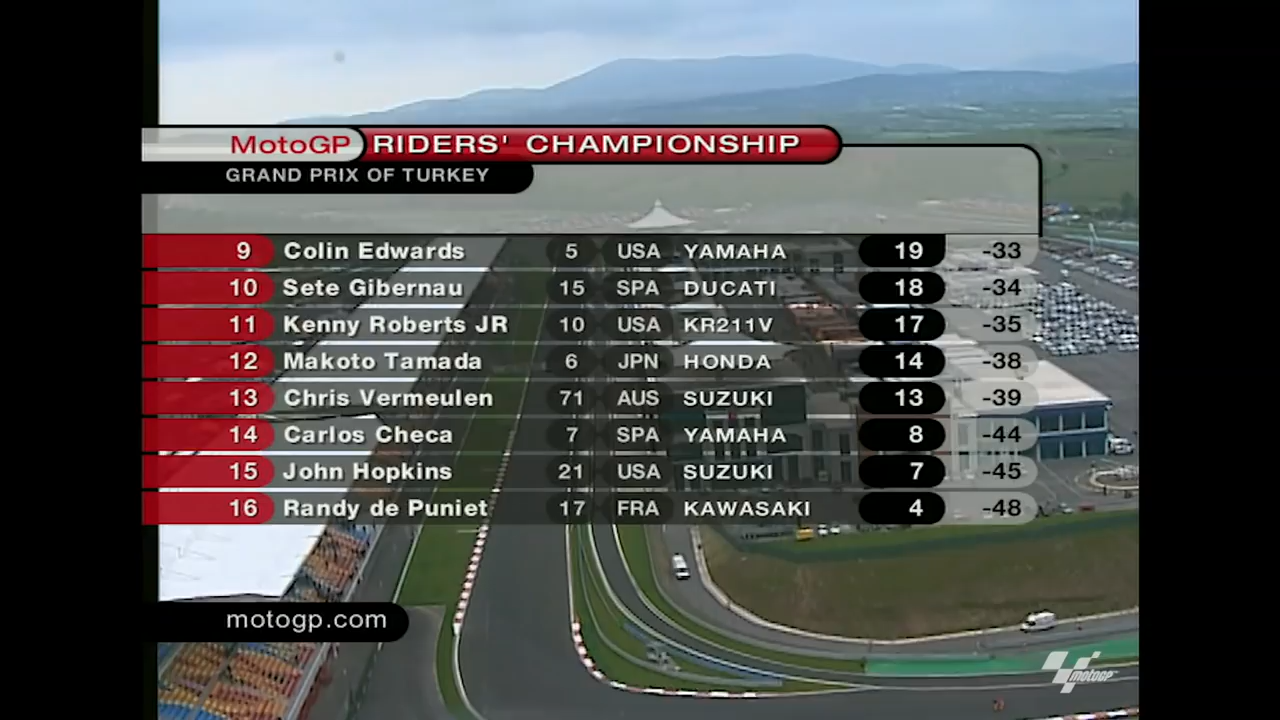 MotoGP RIDERS' CHAMPIONSHIP
GRAND PRIX OF TURKEY
9 Colin Edwards 5 USA YAMAHA 19 -33
10 Sete Gibernau 15 SPA DUCATI 18 -34
11 Kenny Roberts JR 10 USA KR211V 17 -35
12 Makoto Tamada 6 JPN HONDA 14 -38
13 Chris Vermeulen 71 AUS SUZUKI 13 -39
14 Carlos Checa 7 SPA YAMAHA 8 -44
15 John Hopkins 21 USA SUZUKI 7 -45
16 Randy de Puniet 17 FRA KAWASAKI 4 -48
motogp.com
MotoGP